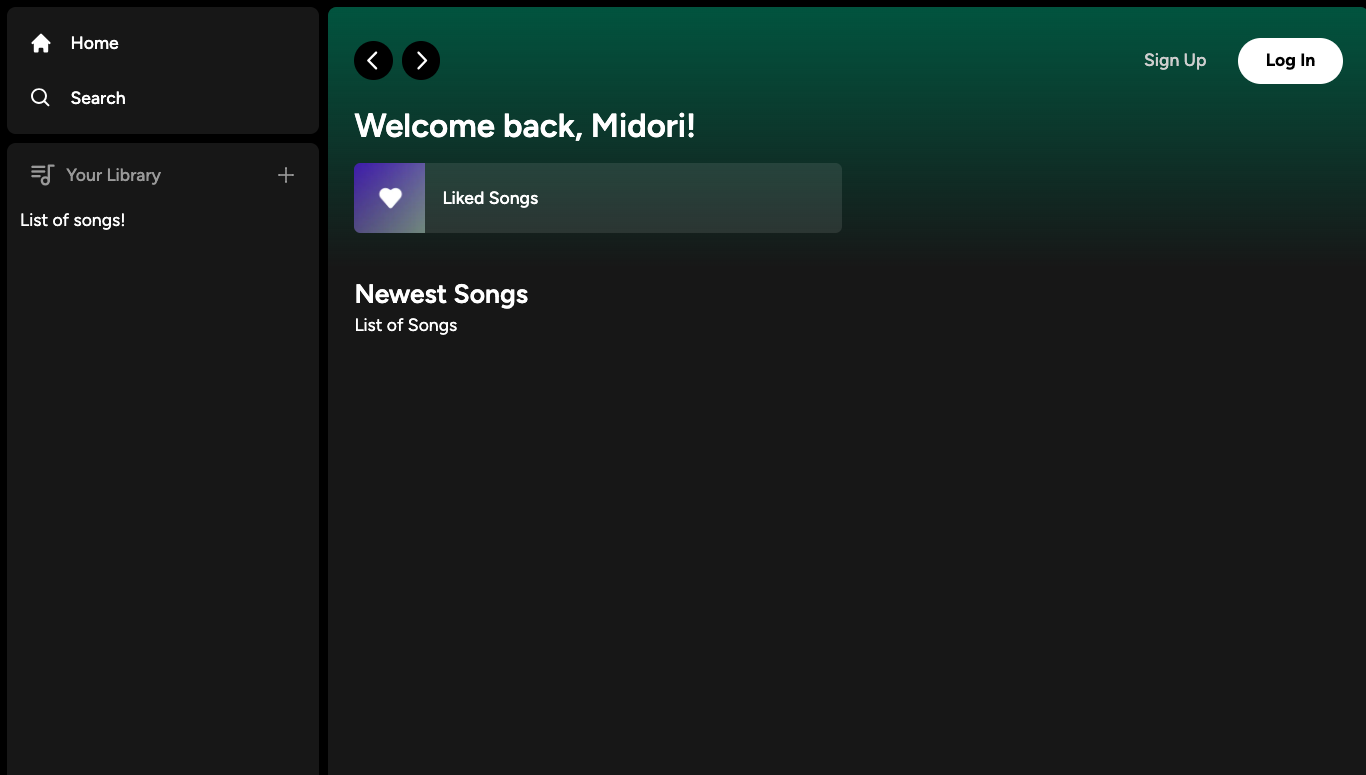 Home
Search
Your Library
List of songs!
Sign Up
Log In
Welcome back, Midori!
Liked Songs
Newest Songs
List of Songs